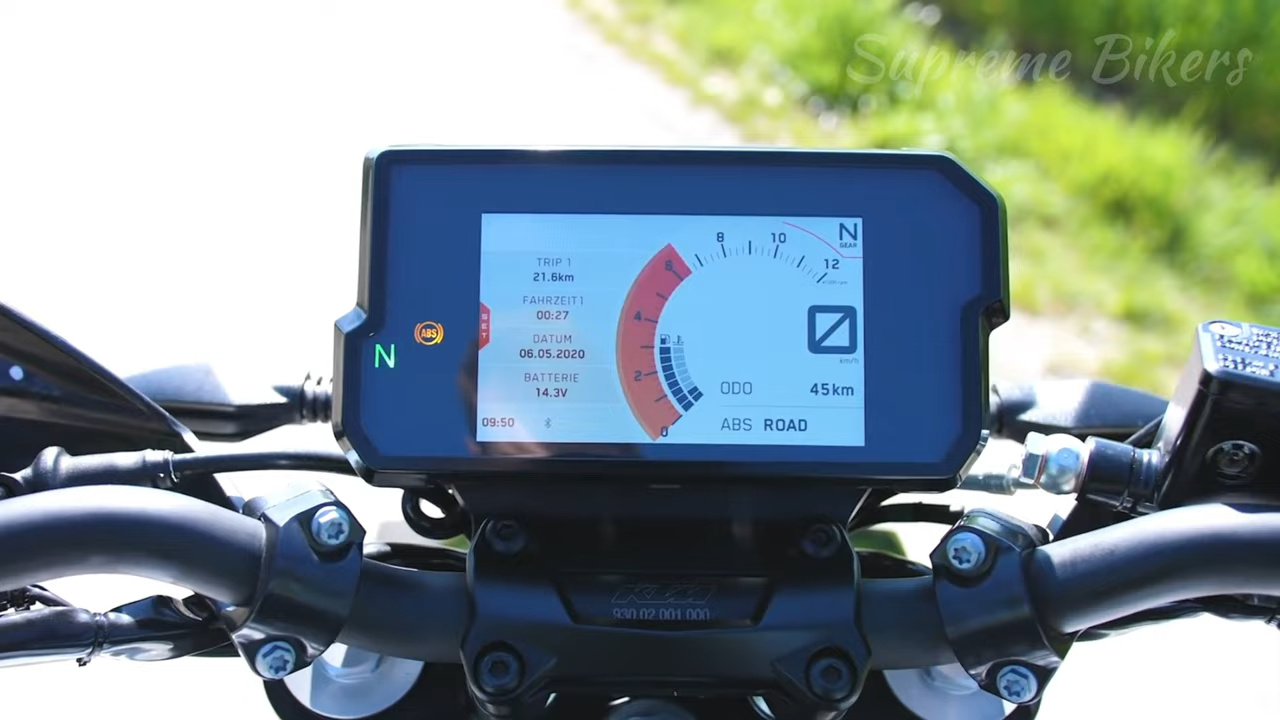 Supreme Bikers
N
GEAR
8
10
12
6
4
2
0
TRIP 1
21.6km
FAHRZEIT 1
00:27
DATUM
06.05.2020
BATTERIE
14.3V
09:50
SET
ABS
N
km/h
ODO 45km
ABS ROAD
KTM
930.02.001.000